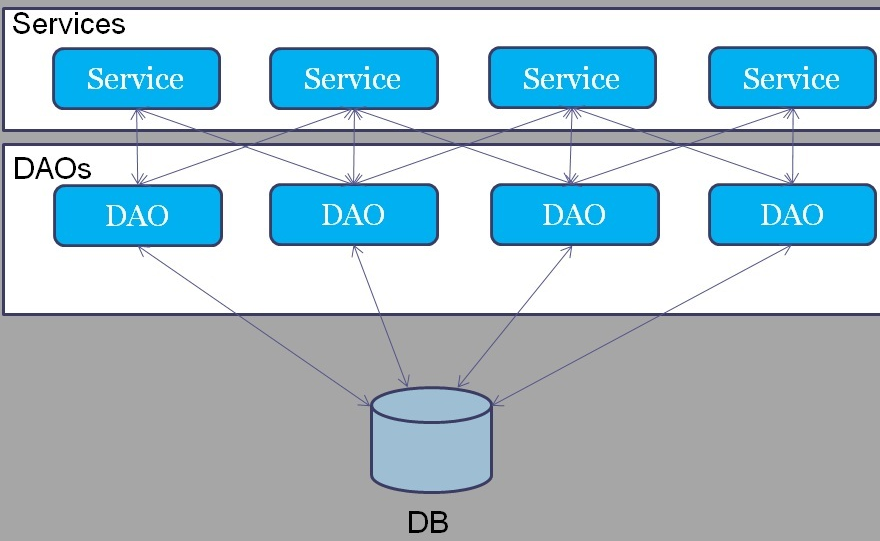 Services
Service Service Service Service
DAOs
DAO DAO DAO DAO
DB